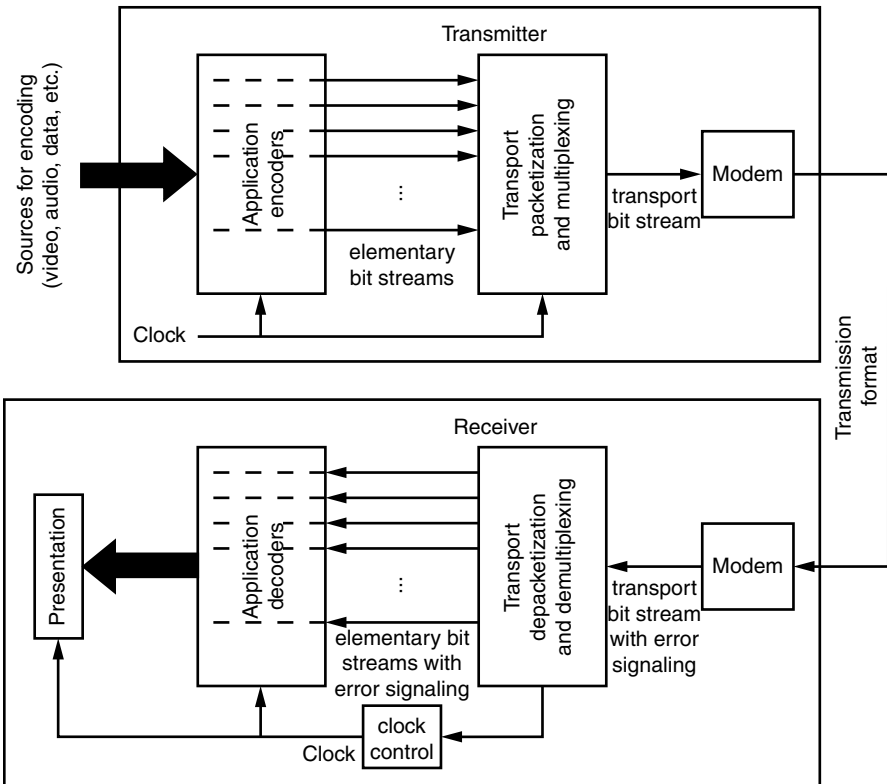 Transmitter
Sources for encoding
(video, audio, data, etc.)
Application
encoders
...
elementary
bit streams
Transport
packetization
and multiplexing
transport
bit stream
Modem
Clock
Transmission
format
Receiver
Presentation
Application
decoders
...
elementary bit
streams with
error signaling
Transport
depacketization
and demultiplexing
transport
bit stream
with error
signaling
Modem
Clock
clock
control